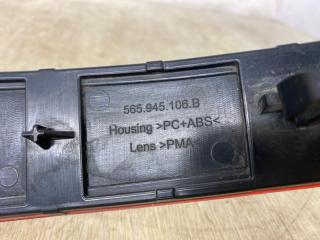 565.945.106.B
Housing >PC+ABS<
Lens >PMA